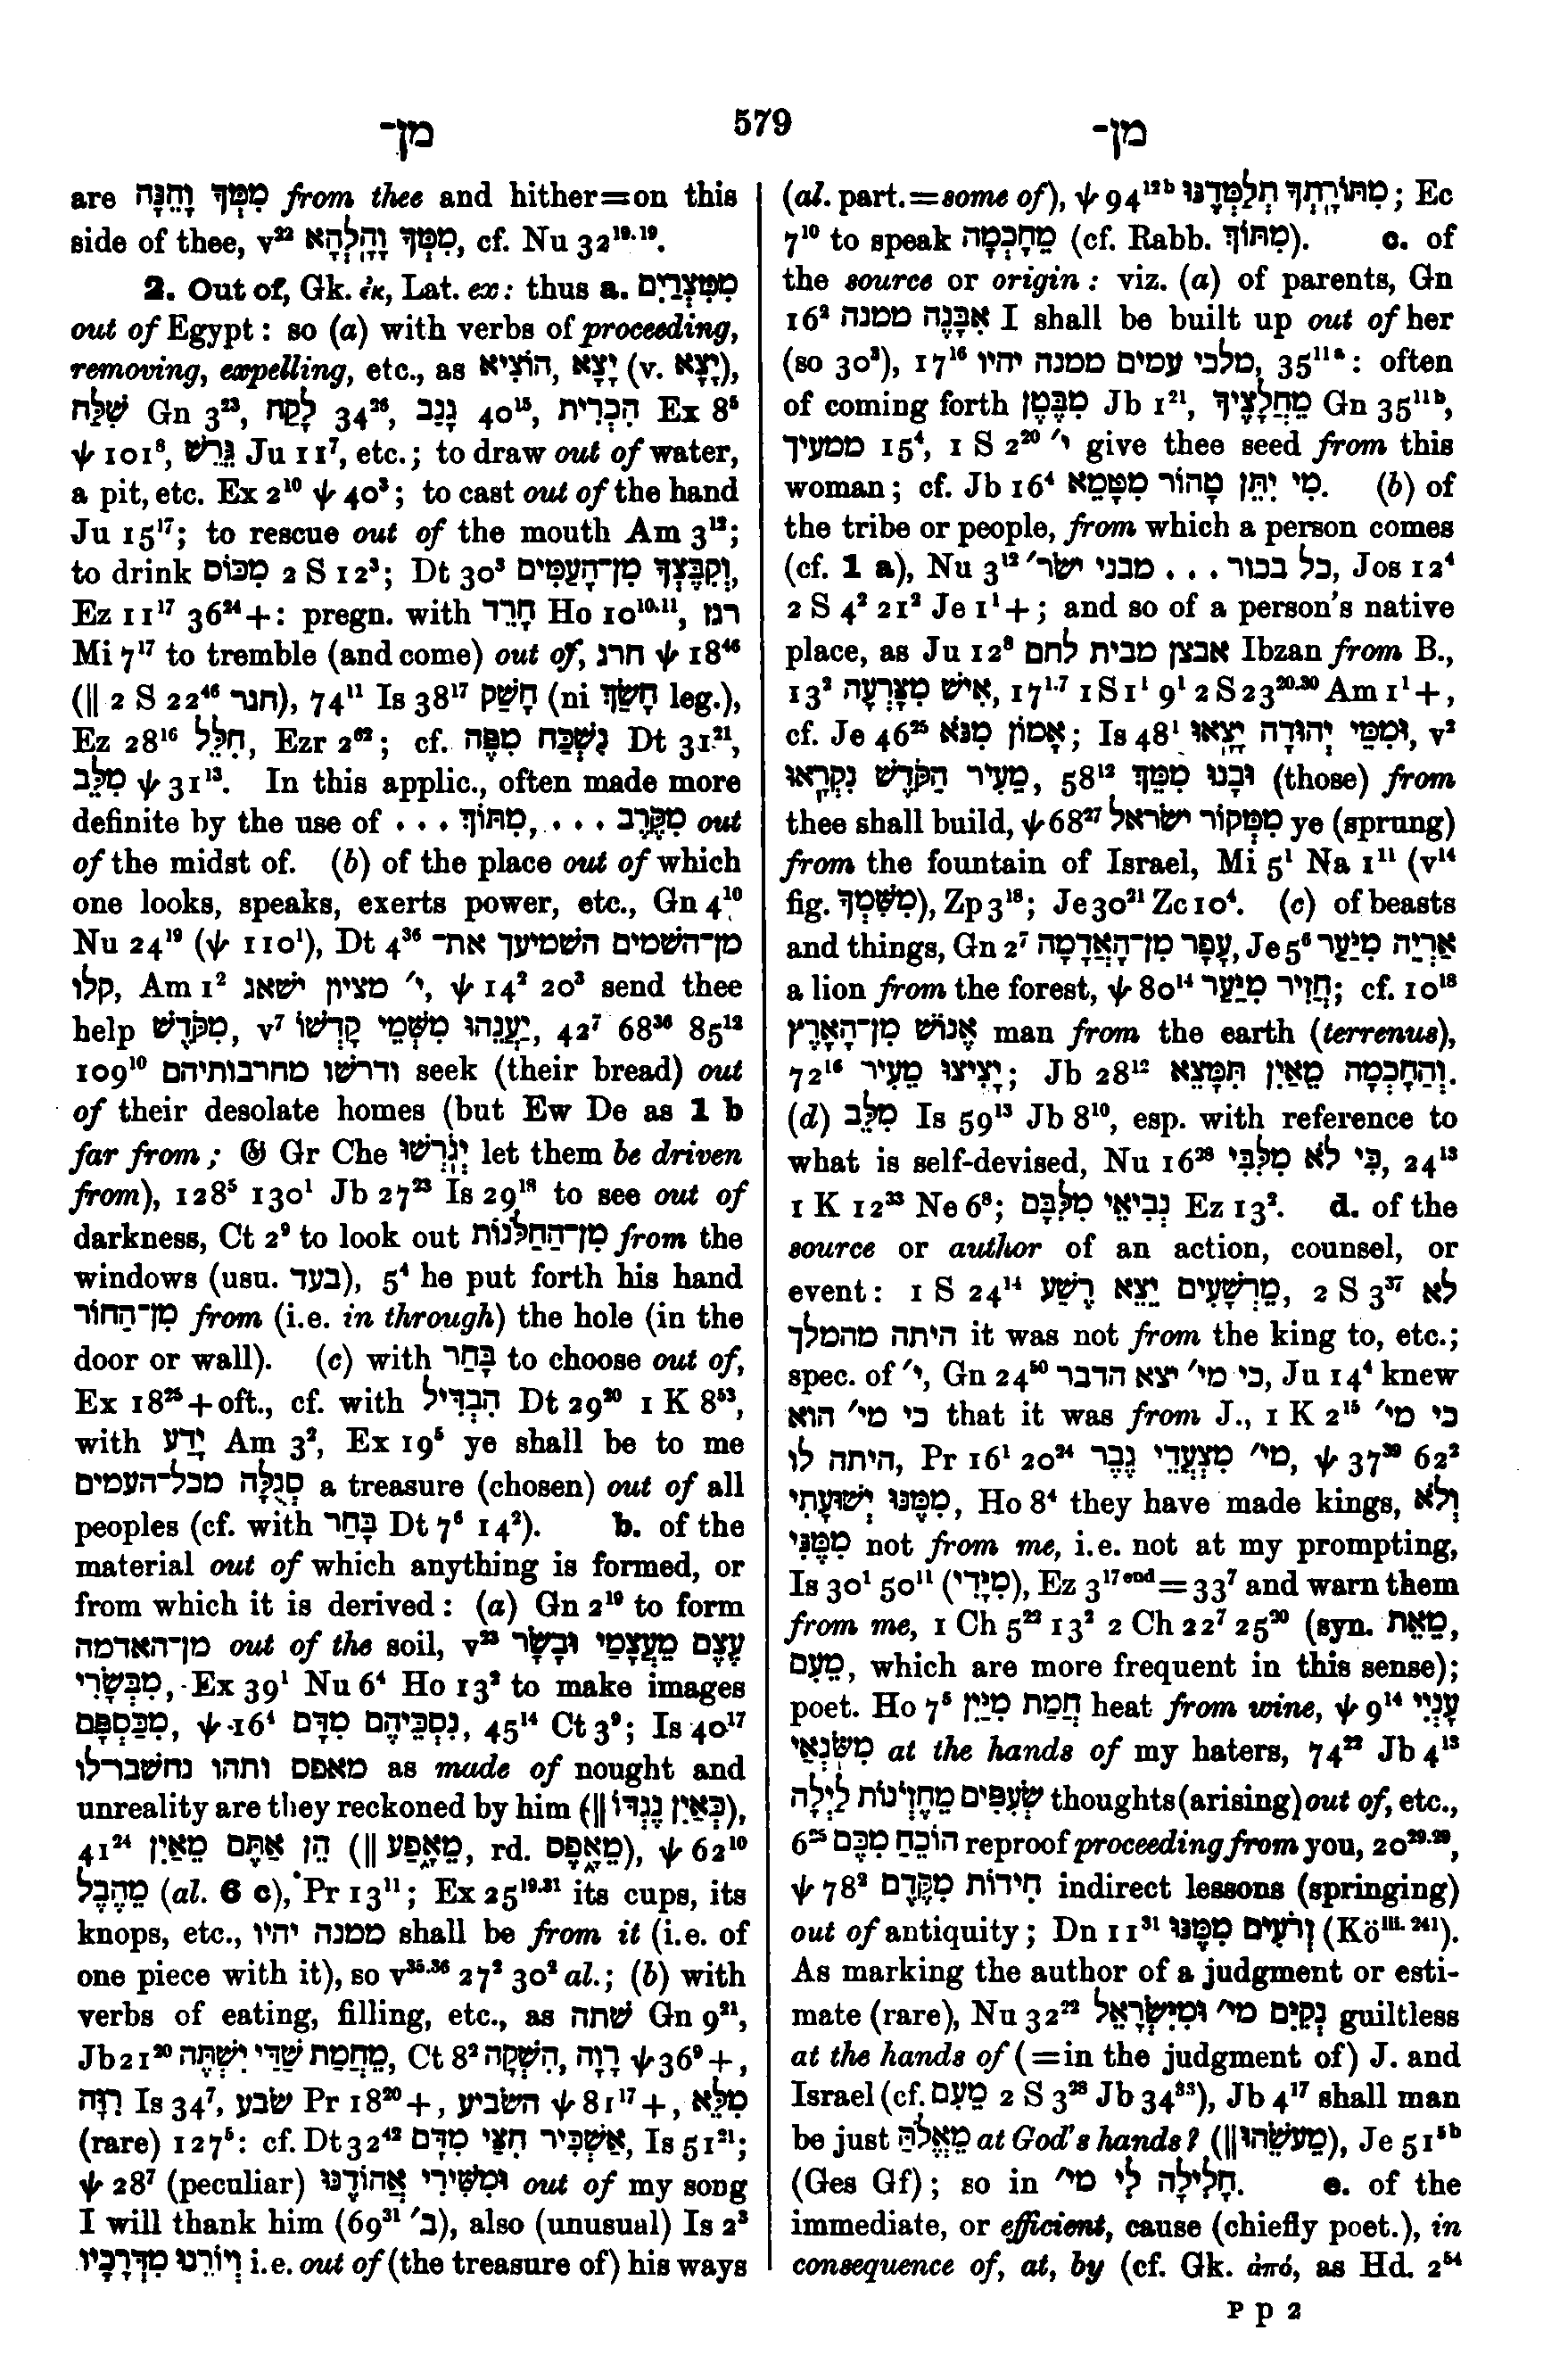 מִן־ 579 מִן־
are מִמְּךָ וָהֵנָּה from thee and hither=on this
side of thee, v²² מִמְּךָ וָהָלְאָה, cf. Nu 32¹⁹·¹⁹.
2. Out of, Gk. ἐκ, Lat. ex: thus a. מִמִּצְרַיִם
out of Egypt: so (a) with verbs of proceeding,
removing, expelling, etc., as יָצָא, הוֹצִיא (v. יָצָא),
שִׁלַּח Gn 3²³, לָקַח 34²⁶, גָּנַב 40¹⁵, הִכְרִית Ex 8⁵
ψ 101⁸, גֵּרַשׁ Ju 11⁷, etc.; to draw out of water,
a pit, etc. Ex 2¹⁰ ψ 40³; to cast out of the hand
Ju 15¹⁷; to rescue out of the mouth Am 3¹²;
to drink מִכּוֹס 2 S 12³; Dt 30³ וְקִבֶּצְךָ מִן־הָעַמִּים,
Ez 11¹⁷ 36²⁴+: pregn. with חָרֵד Ho 10¹⁰·¹¹, רגז
Mi 7¹⁷ to tremble (and come) out of, חרג ψ 18⁴⁶
(‖ 2 S 22⁴⁶ חגר), 74¹¹ Is 38¹⁷ חָשַׁק (ni חָשַׂךְ leg.),
Ez 28¹⁶ חִלֵּל, Ezr 2⁶²; cf. נִשְׁכַּח מִפֶּה Dt 31²¹,
מִלֵּב ψ 31¹³. In this applic., often made more
definite by the use of . . . מִתּוֹךְ, . . . מִקֶּרֶב out
of the midst of. (b) of the place out of which
one looks, speaks, exerts power, etc., Gn 4¹⁰
Nu 24¹⁹ (ψ 110¹), Dt 4³⁶ מן־השמים השמיעך את־
קלו, Am 1² י׳ מציון ישאג, ψ 14² 20³ send thee
help מִקֹּדֶשׁ, v⁷ יַעֲנֵהוּ מִשְּׁמֵי קָדְשׁוֹ, 42⁷ 68³⁶ 85¹²
109¹⁰ ודרשו מחרבותיהם seek (their bread) out
of their desolate homes (but Ew De as 1 b
far from; 𝔊 Gr Che יְגֹרְשׁוּ let them be driven
from), 128⁵ 130¹ Jb 27²³ Is 29¹⁸ to see out of
darkness, Ct 2⁹ to look out מִן־הַחַלֹּנוֹת from the
windows (usu. בעד), 5⁴ he put forth his hand
מִן־הַחוֹר from (i.e. in through) the hole (in the
door or wall). (c) with בָּחַר to choose out of,
Ex 18²⁵+oft., cf. with הִבְדִּיל Dt 29²⁰ 1 K 8⁵³,
with יָדַע Am 3², Ex 19⁵ ye shall be to me
סְגֻלָּה מכל־העמים a treasure (chosen) out of all
peoples (cf. with בָּחַר Dt 7⁶ 14²). b. of the
material out of which anything is formed, or
from which it is derived: (a) Gn 2¹⁹ to form
מן־האדמה out of the soil, v²³ עֶצֶם מֵעֲצָמַי וּבָשָׂר
מִבְּשָׂרִי, Ex 39¹ Nu 6⁴ Ho 13² to make images
מִכַּסְפָּם, ψ 16⁴ נִסְכֵּיהֶם מִדָּם, 45¹⁴ Ct 3⁹; Is 40¹⁷
מאפס ותהו נחשבו־לו as made of nought and
unreality are they reckoned by him (‖ כְּאַיִן נֶגְדּוֹ),
41²⁴ הֵן אַתֶּם מֵאַיִן (‖ מֵאָפַע, rd. מֵאָפֶס), ψ 62¹⁰
מֵהֶבֶל (al. 6 c), Pr 13¹¹; Ex 25¹⁹·³¹ its cups, its
knops, etc., ממנה יהיו shall be from it (i.e. of
one piece with it), so v³⁵·³⁶ 27² 30² al.; (b) with
verbs of eating, filling, etc., as שתה Gn 9²¹,
Jb 21²⁰ מֵחֲמַת שַׁדַּי יִשְׁתֶּה, Ct 8² הִשְׁקָה, רָוָה ψ 36⁹+,
רִוָּה Is 34⁷, שׂבע Pr 18²⁰+, השׂביע ψ 81¹⁷+, מִלֵּא
(rare) 127⁵: cf. Dt 32⁴² אַשְׁכִּיר חִצַּי מִדָּם, Is 51²¹;
ψ 28⁷ (peculiar) וּמִשִּׁירִי אֲהוֹדֶנּוּ out of my song
I will thank him (69³¹ ב׳), also (unusual) Is 2³
וְיוֹרֵנוּ מִדְּרָכָיו i.e. out of (the treasure of) his ways
(al. part.=some of), ψ 94¹²ᵇ מִתּוֹרָתְךָ תְלַמְּדֶנּוּ; Ec
7¹⁰ to speak מֵחָכְמָה (cf. Rabb. מִתּוֹךְ). c. of
the source or origin: viz. (a) of parents, Gn
16² אִבָּנֶה ממנה I shall be built up out of her
(so 30³), 17¹⁶ מלכי עמים ממנה יהיו, 35¹¹ᵃ: often
of coming forth מִבֶּטֶן Jb 1²¹, מֵחֲלָצֶיךָ Gn 35¹¹ᵇ,
ממעיך 15⁴, 1 S 2²⁰ י׳ give thee seed from this
woman; cf. Jb 16⁴ מִי יִתֵּן טָהוֹר מִטָּמֵא. (b) of
the tribe or people, from which a person comes
(cf. 1 a), Nu 3¹² כל בכור . . . מבני ישר׳, Jos 12⁴
2 S 4² 21² Je 1¹+; and so of a person's native
place, as Ju 12⁸ אבצן מבית לחם Ibzan from B.,
13² אִישׁ מִצָּרְעָה, 17¹·⁷ 1 S 1¹ 9¹ 2 S 23²⁰·³⁰ Am 1¹+,
cf. Je 46²⁵ אָמוֹן מִנֹּא; Is 48¹ וּמִמֵּי יְהוּדָה יָצָאוּ, v²
מֵעִיר הַקֹּדֶשׁ נִקְרָאוּ, 58¹² וּבָנוּ מִמְּךָ (those) from
thee shall build, ψ 68²⁷ מִמְּקוֹר ישראל ye (sprung)
from the fountain of Israel, Mi 5¹ Na 1¹¹ (v¹⁴
fig. מִשִּׁמְךָ), Zp 3¹⁸; Je 30²¹ Zc 10⁴. (c) of beasts
and things, Gn 2⁷ עָפָר מִן־הָאֲדָמָה, Je 5⁶ אַרְיֵה מִיַּעַר
a lion from the forest, ψ 80¹⁴ חֲזִיר מִיַּעַר; cf. 10¹⁸
אֱנוֹשׁ מִן־הָאָרֶץ man from the earth (terrenus),
72¹⁶ יָצִיצוּ מֵעִיר; Jb 28¹² וְהַחָכְמָה מֵאַיִן תִּמָּצֵא.
(d) מִלֵּב Is 59¹³ Jb 8¹⁰, esp. with reference to
what is self-devised, Nu 16²⁸ כִּי לֹא מִלִּבִּי, 24¹³
1 K 12³³ Ne 6⁸; נְבִיאֵי מִלִּבָּם Ez 13². d. of the
source or author of an action, counsel, or
event: 1 S 24¹⁴ מֵרְשָׁעִים יֵצֵא רֶשַׁע, 2 S 3³⁷ לא
היתה מהמלך it was not from the king to, etc.;
spec. of י׳, Gn 24⁵⁰ כי מי׳ יצא הדבר, Ju 14⁴ knew
כי מי׳ הוא that it was from J., 1 K 2¹⁵ כי מי׳
היתה לו, Pr 16¹ 20²⁴ מי׳ מִצְעֲדֵי גֶבֶר, ψ 37³⁹ 62²
מִמֶּנּוּ יְשׁוּעָתִי, Ho 8⁴ they have made kings, וְלֹא
מִמֶּנִּי not from me, i.e. not at my prompting,
Is 30¹ 50¹¹ (מִיָּדִי), Ez 3¹⁷ᵉⁿᵈ=33⁷ and warn them
from me, 1 Ch 5²² 13² 2 Ch 22⁷ 25²⁰ (syn. מֵאֵת,
מֵעִם, which are more frequent in this sense);
poet. Ho 7⁵ חֲמַת מִיַּיִן heat from wine, ψ 9¹⁴ עָנְיִי
מִשֹּׂנְאַי at the hands of my haters, 74²² Jb 4¹³
שְׂעִפִּים מֵחֶזְיֹנוֹת לַיְלָה thoughts (arising) out of, etc.,
6²⁵ הוֹכֵחַ מִכֶּם reproof proceeding from you, 20²⁹·²⁹,
ψ 78² חִידוֹת מִקֶּדֶם indirect lessons (springing)
out of antiquity; Dn 11³¹ זְרֹעִים מִמֶּנּוּ (Köⁱⁱⁱ·²⁴¹).
As marking the author of a judgment or esti-
mate (rare), Nu 32²² נְקִיִּם מי׳ וּמִיִּשְׂרָאֵל guiltless
at the hands of (=in the judgment of) J. and
Israel (cf. מֵעִם 2 S 3²⁸ Jb 34³³), Jb 4¹⁷ shall man
be just מֵאֱלֹהַּ at God's hands? (‖ מֵעֹשֵׂהוּ), Je 51⁵ᵇ
(Ges Gf); so in חָלִילָה לִּי מי׳. e. of the
immediate, or efficient, cause (chiefly poet.), in
consequence of, at, by (cf. Gk. ἀπό, as Hd. 2⁵⁴
P p 2